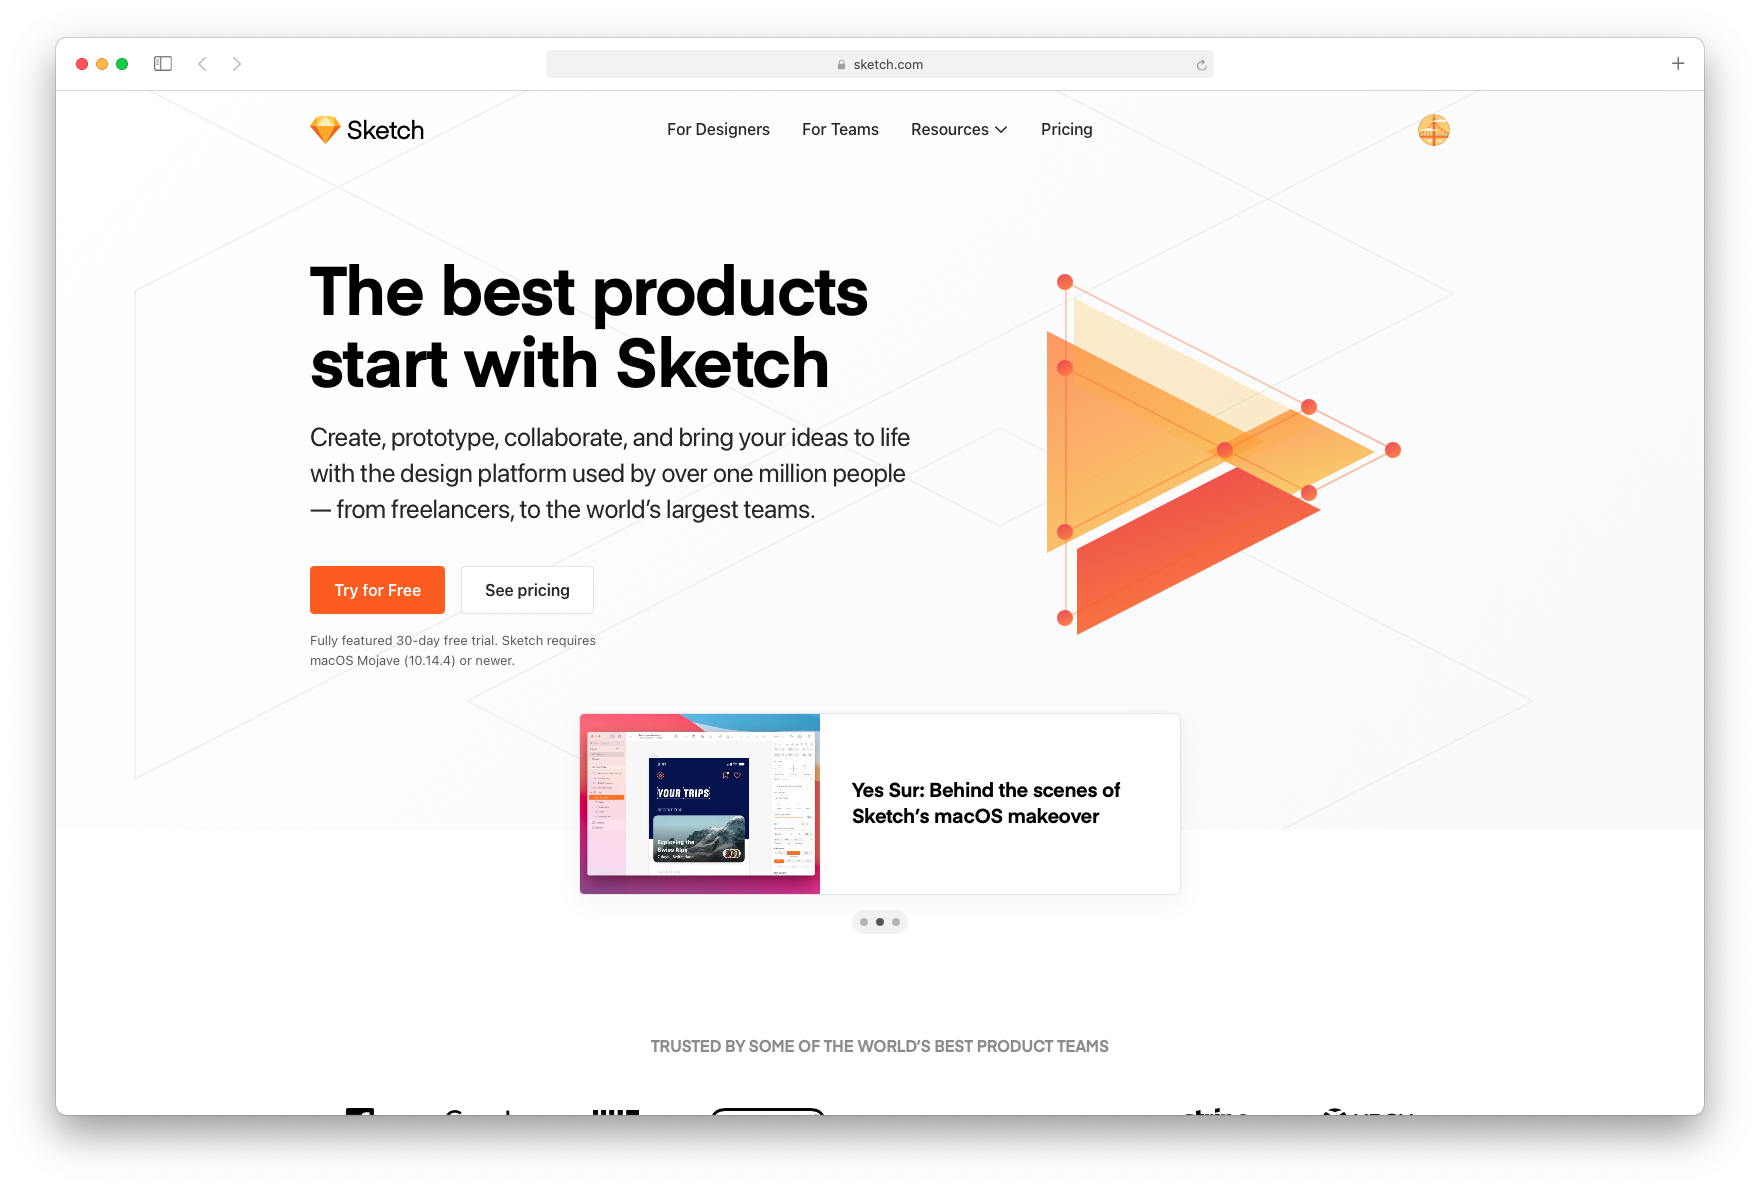 sketch.com
Sketch
For Designers
For Teams
Resources
Pricing
The best products
start with Sketch
Create, prototype, collaborate, and bring your ideas to life
with the design platform used by over one million people
— from freelancers, to the world’s largest teams.
Try for Free
See pricing
Fully featured 30-day free trial. Sketch requires
macOS Mojave (10.14.4) or newer.
9:41
YOUR TRIPS
RECENT TRIP
Exploring the
Swiss Alps
Yes Sur: Behind the scenes of
Sketch’s macOS makeover
TRUSTED BY SOME OF THE WORLD’S BEST PRODUCT TEAMS